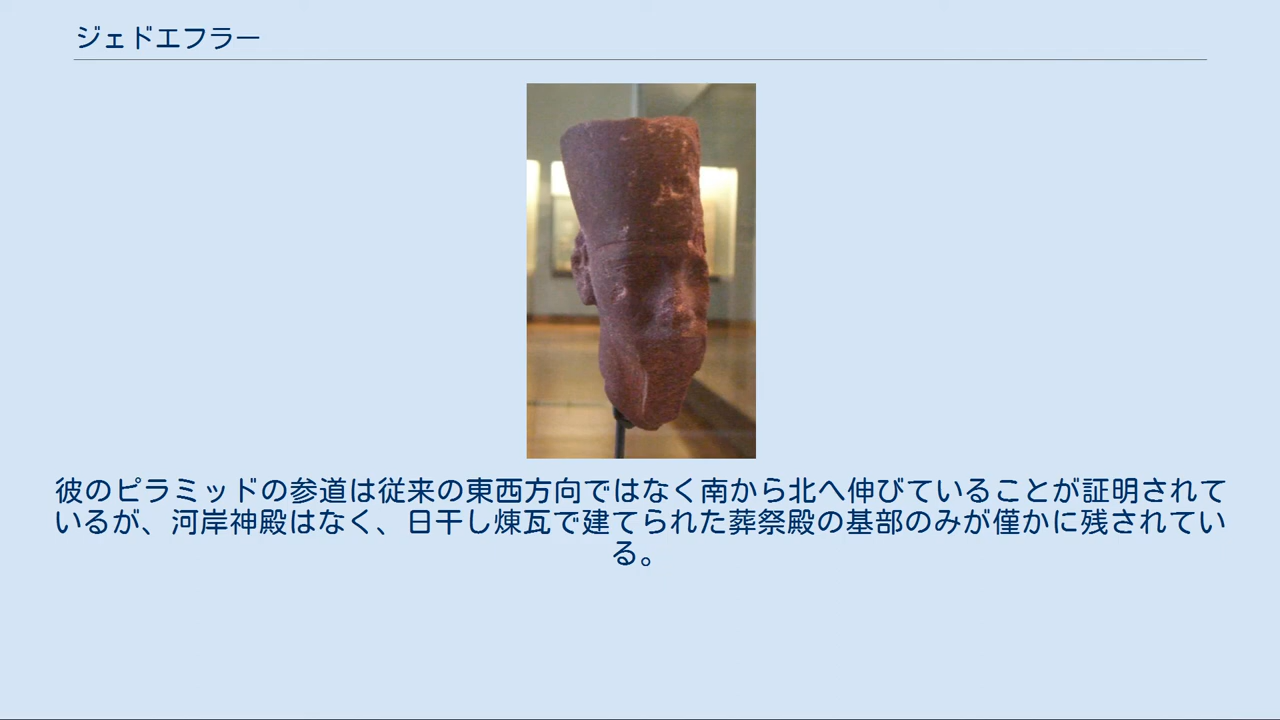 ジェドエフラー
彼のピラミッドの参道は従来の東西方向ではなく南から北へ伸びていることが証明されて
いるが、河岸神殿はなく、日干し煉瓦で建てられた葬祭殿の基部のみが僅かに残されてい
る。